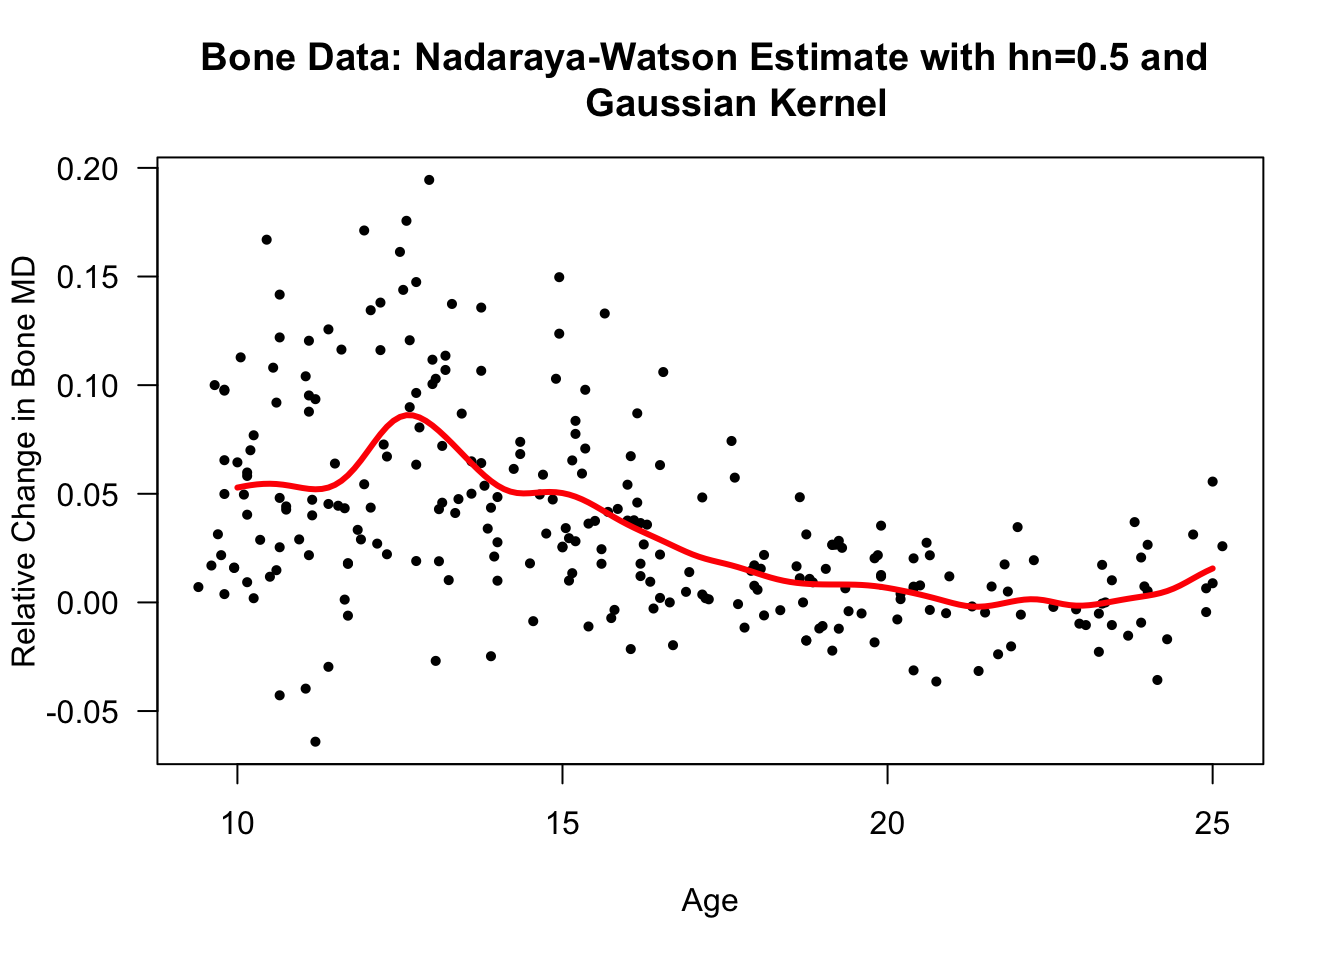 Bone Data: Nadaraya-Watson Estimate with hn=0.5 and
Gaussian Kernel
Relative Change in Bone MD
0.20
0.15
0.10
0.05
0.00
-0.05
10
15
20
25
Age